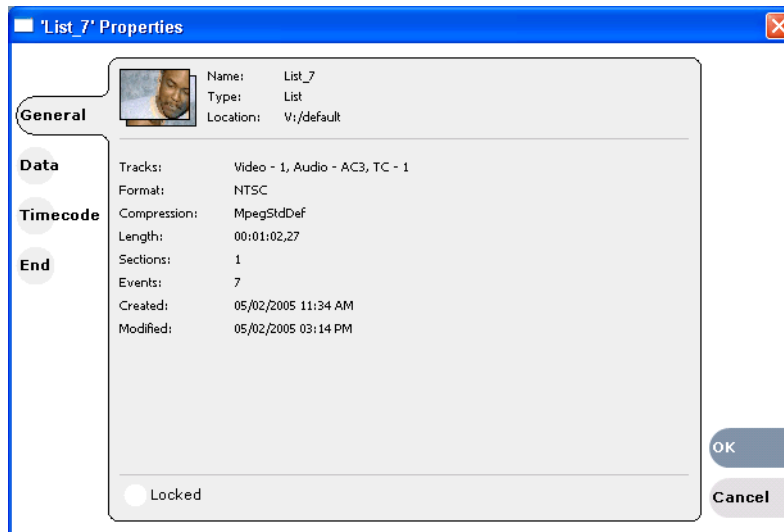 'List_7' Properties
Name: List_7
Type: List
Location: V:/default
General
Data
Timecode
End
Tracks: Video - 1, Audio - AC3, TC - 1
Format: NTSC
Compression: MpegStdDef
Length: 00:01:02,27
Sections: 1
Events: 7
Created: 05/02/2005 11:34 AM
Modified: 05/02/2005 03:14 PM
Locked
OK
Cancel